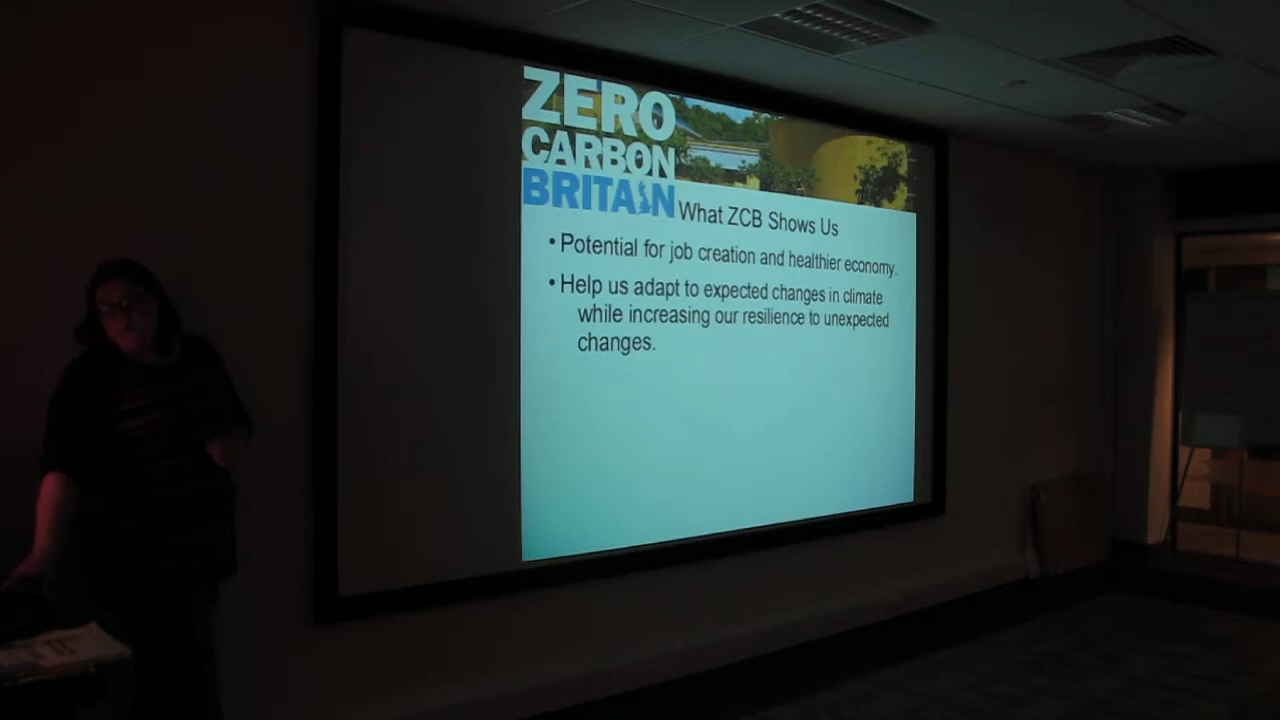 ZERO
CARBON
BRITAIN
What ZCB Shows Us
• Potential for job creation and healthier economy.
• Help us adapt to expected changes in climate
while increasing our resilience to unexpected
changes.